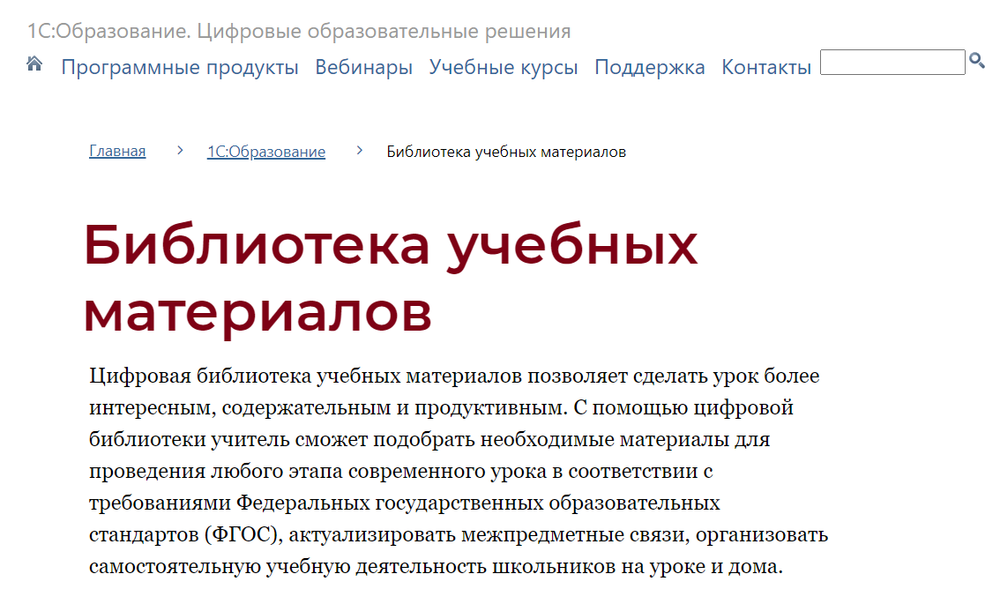 1С:Образование. Цифровые образовательные решения
Программные продукты Вебинары Учебные курсы Поддержка Контакты
Главная > 1С:Образование > Библиотека учебных материалов
Библиотека учебных
материалов
Цифровая библиотека учебных материалов позволяет сделать урок более
интересным, содержательным и продуктивным. С помощью цифровой
библиотеки учитель сможет подобрать необходимые материалы для
проведения любого этапа современного урока в соответствии с
требованиями Федеральных государственных образовательных
стандартов (ФГОС), актуализировать межпредметные связи, организовать
самостоятельную учебную деятельность школьников на уроке и дома.